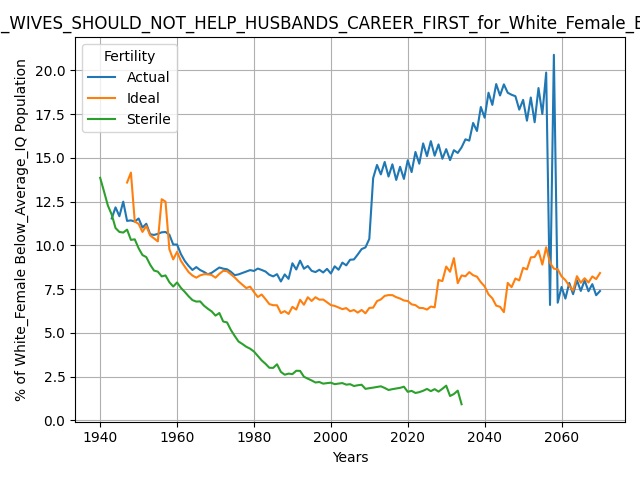 _WIVES_SHOULD_NOT_HELP_HUSBANDS_CAREER_FIRST_for_White_Female_B
Fertility
Actual
Ideal
Sterile
% of White_Female Below_Average_IQ Population
20.0
17.5
15.0
12.5
10.0
7.5
5.0
2.5
0.0
1940 1960 1980 2000 2020 2040 2060
Years